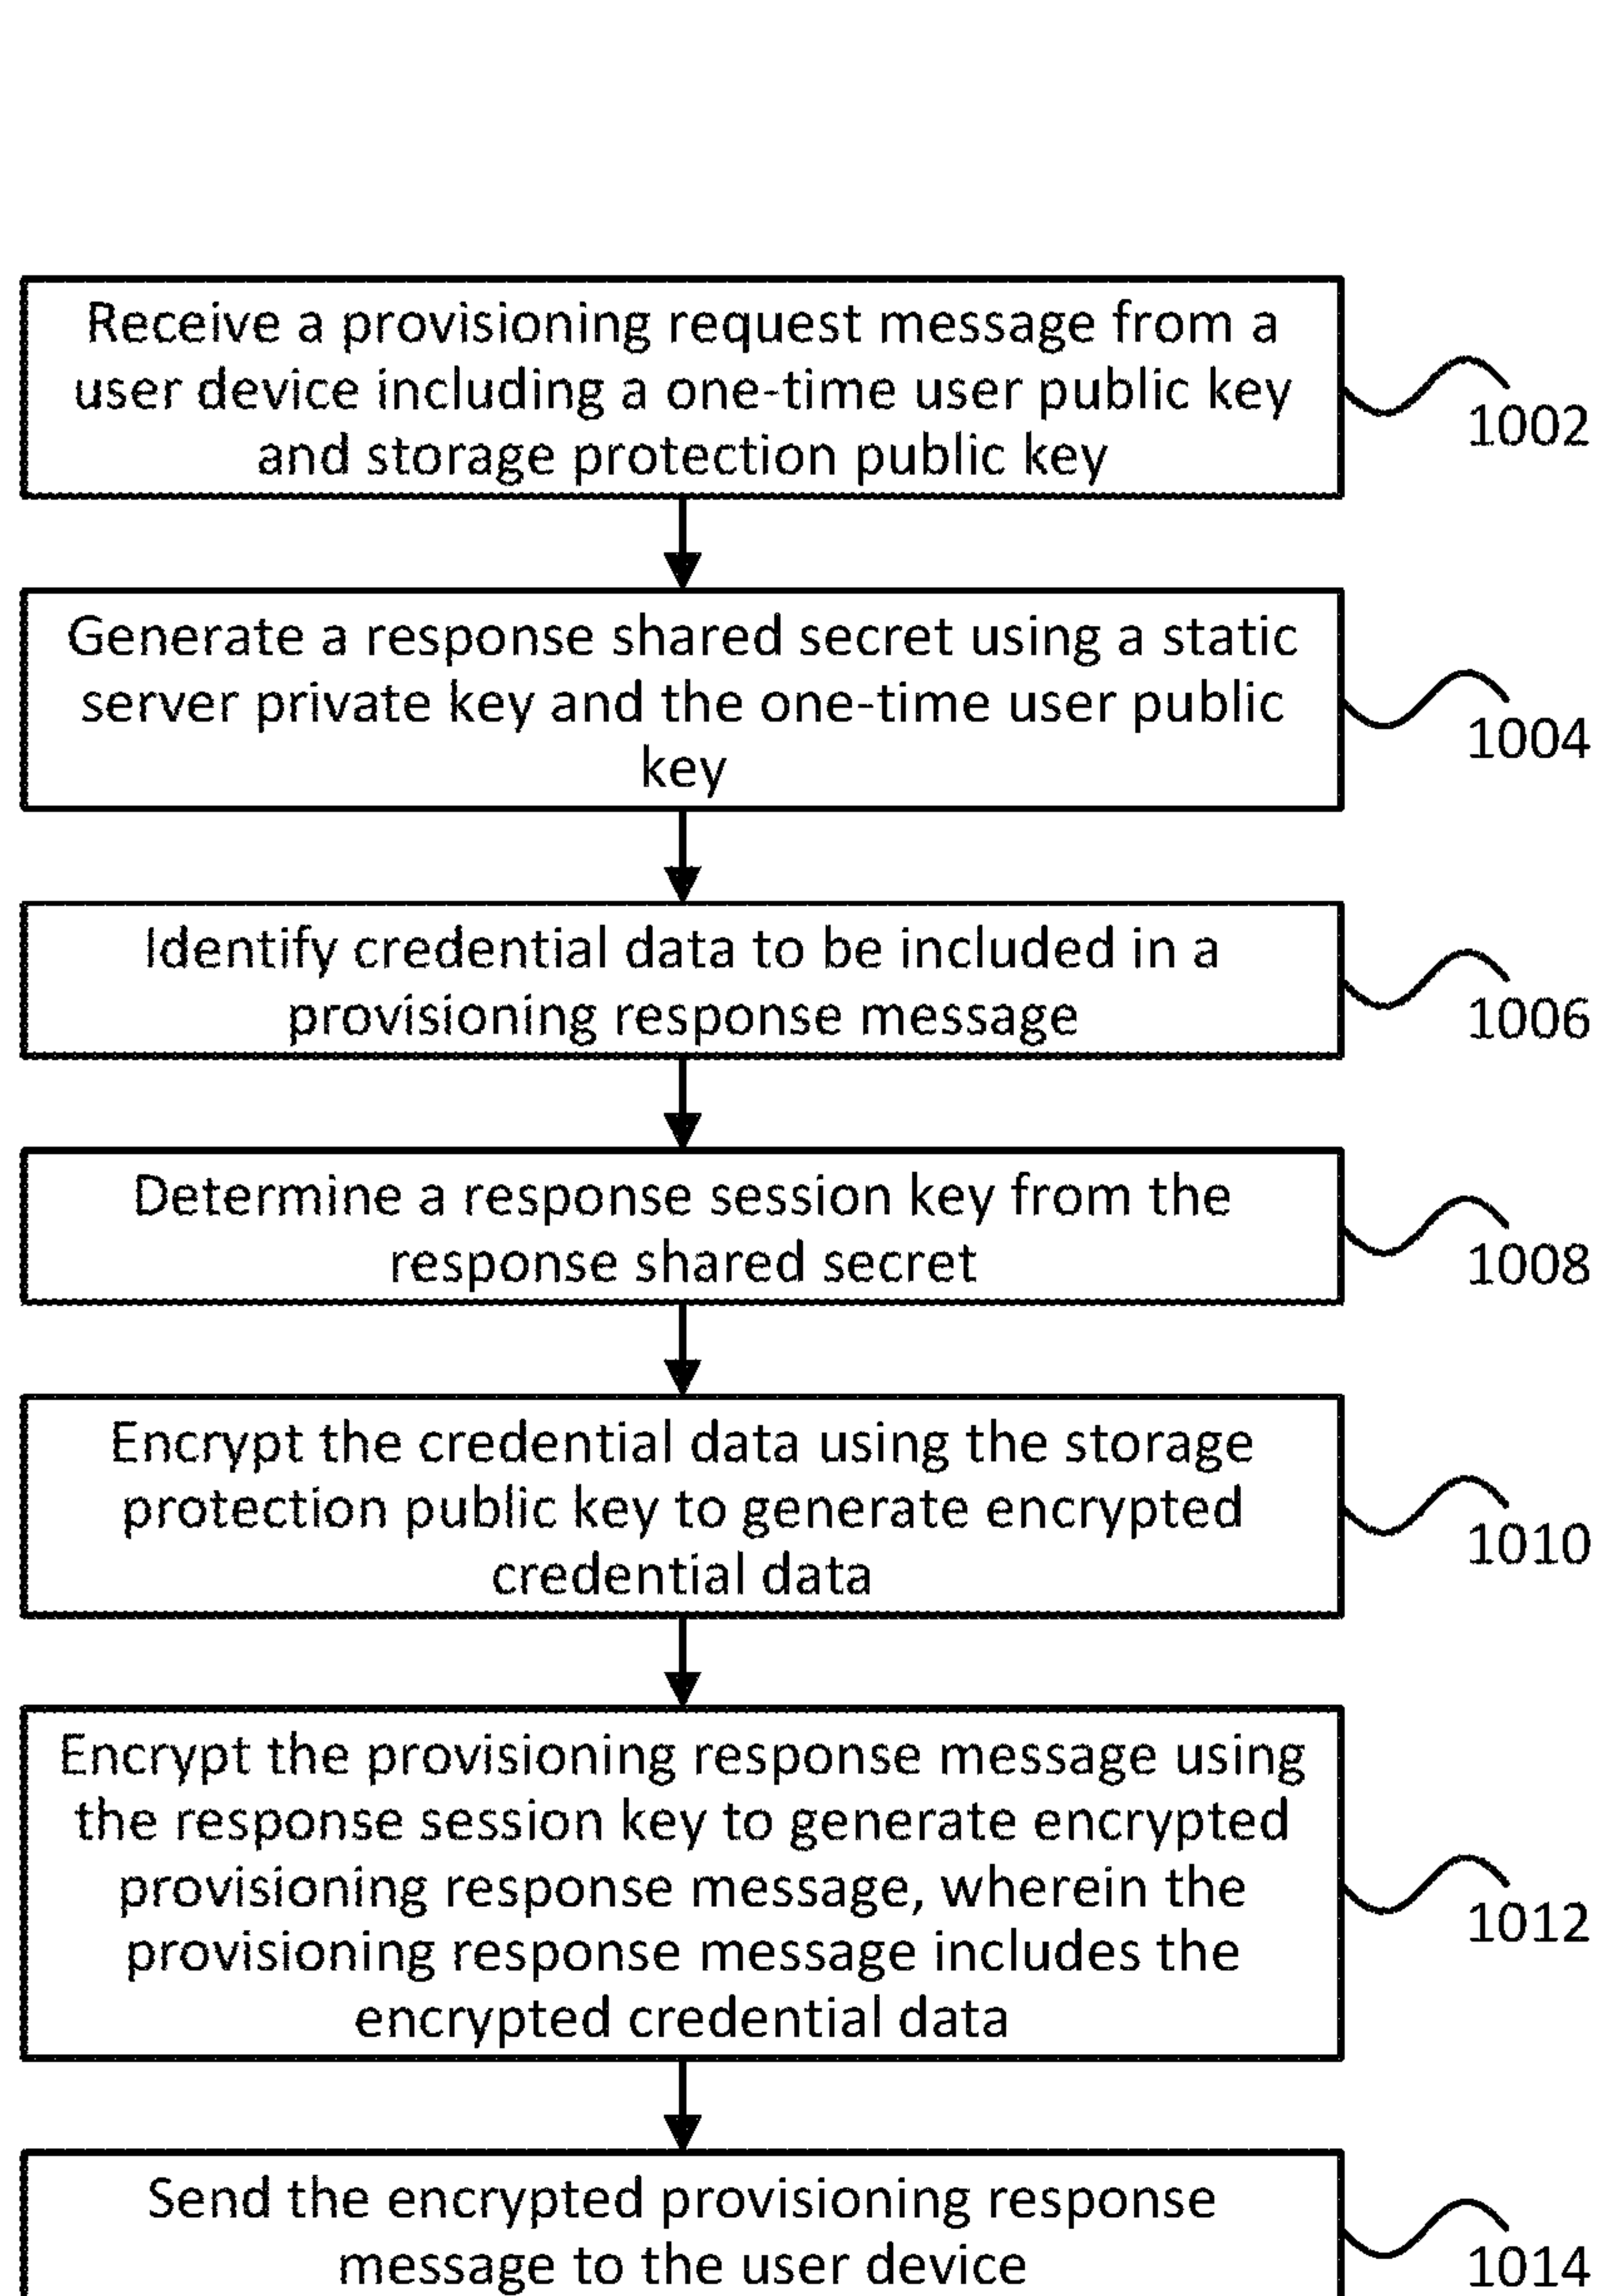 Receive a provisioning request message from a
user device including a one-time user public key
and storage protection public key
1002
Generate a response shared secret using a static
server private key and the one-time user public
key
1004
Identify credential data to be included in a
provisioning response message
1006
Determine a response session key from the
response shared secret
1008
Encrypt the credential data using the storage
protection public key to generate encrypted
credential data
1010
Encrypt the provisioning response message using
the response session key to generate encrypted
provisioning response message, wherein the
provisioning response message includes the
encrypted credential data
1012
Send the encrypted provisioning response
message to the user device
1014